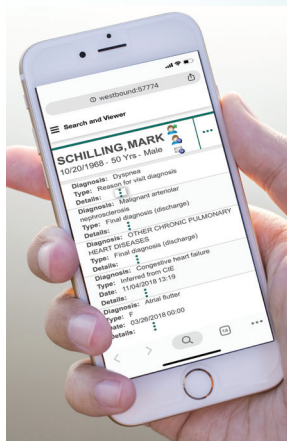 westbound:57774
Search and Viewer
SCHILLING, MARK
10/20/1968 - 50 Yrs - Male
Diagnosis: Dyspnea
Type: Reason for visit diagnosis
Details:
Diagnosis: Malignant arteriolar
nephrosclerosis
Type: Final diagnosis (discharge)
Details:
Diagnosis: OTHER CHRONIC PULMONARY
HEART DISEASES
Type: Final diagnosis (discharge)
Details:
Diagnosis: Congestive heart failure
Type: Inferred from CtE
Date: 11/04/2018 13:19
Details:
Diagnosis: Atrial flutter
Type: F
Date: 03/26/2018 00:00
Details: